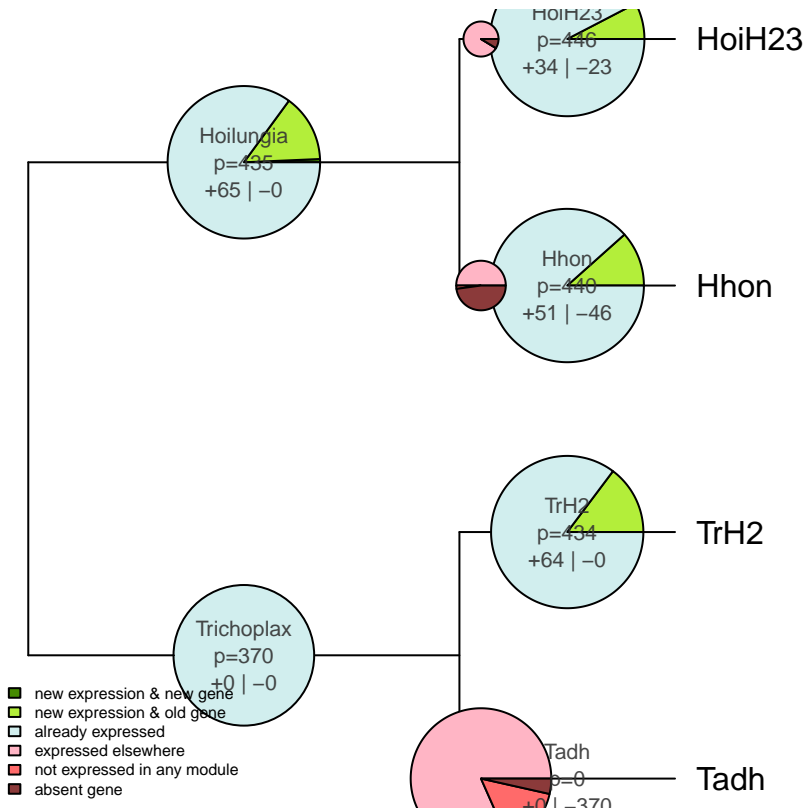 HoiH23
p=446
+34 | −23
HoiH23
Hoilungia
p=435
+65 | −0
Hhon
p=440
+51 | −46
Hhon
TrH2
p=434
+64 | −0
TrH2
Trichoplax
p=370
+0 | −0
new expression & new gene
new expression & old gene
already expressed
expressed elsewhere
not expressed in any module
absent gene
Tadh
p=0
+0 | −370
Tadh